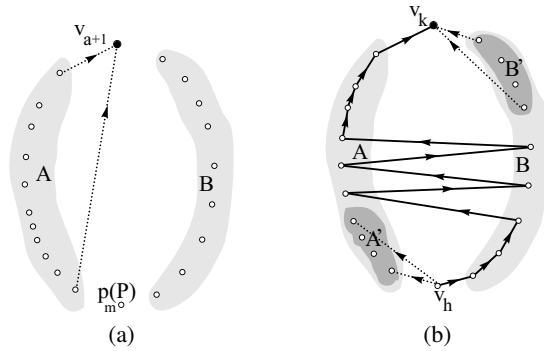 v_{a+1}
v_k
B'
A
B
A
B
A'
p_m(P)
v_h
(a)
(b)